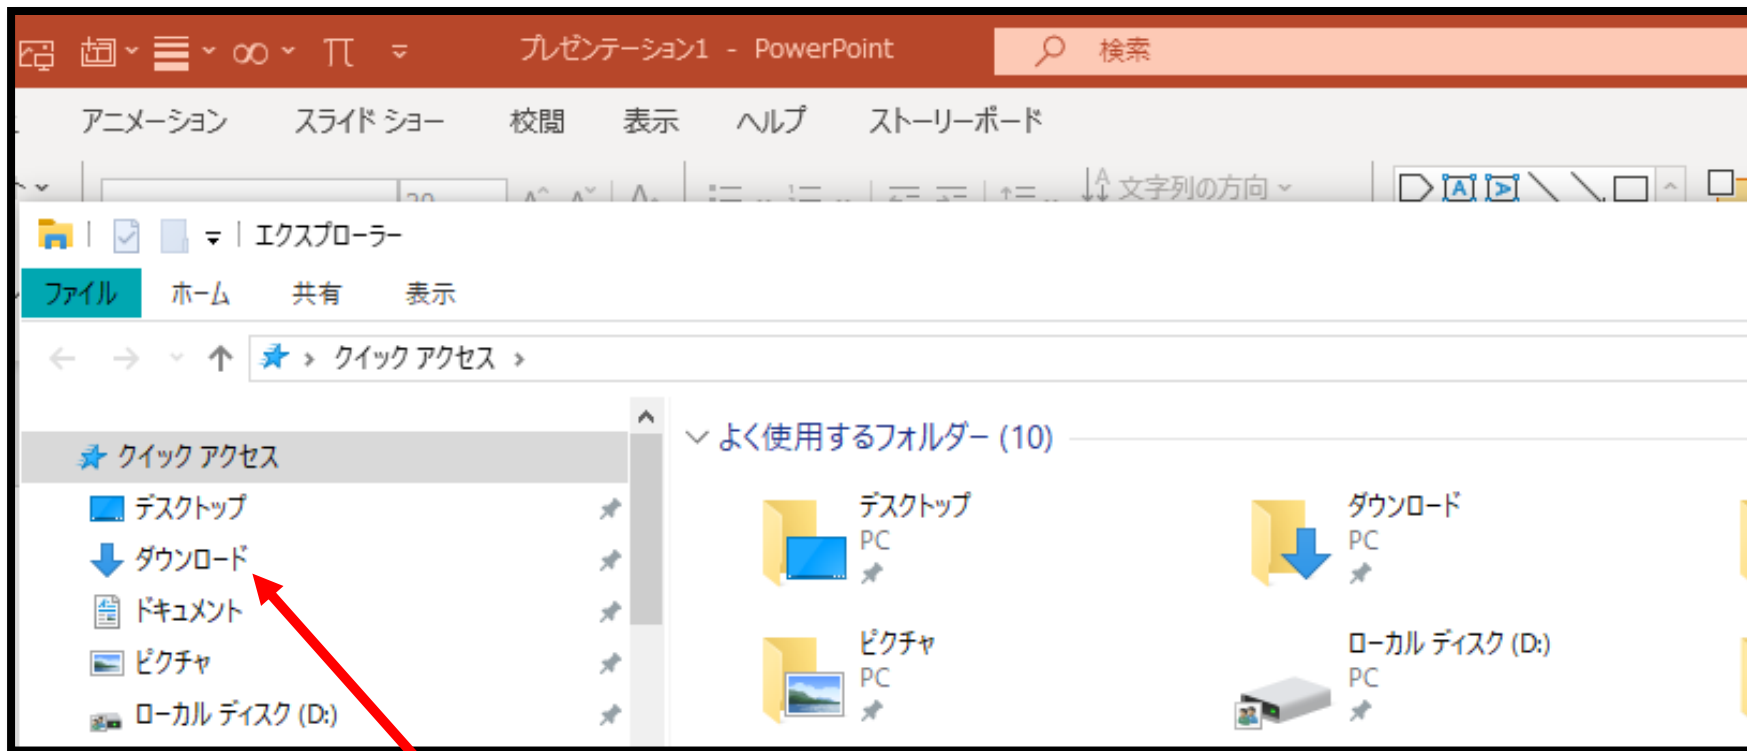 プレゼンテーション1 - PowerPoint
検索
アニメーション スライド ショー 校閲 表示 ヘルプ ストーリーボード
文字列の方向
エクスプローラー
ファイル ホーム 共有 表示
クイック アクセス
クイック アクセス
デスクトップ
ダウンロード
ドキュメント
ピクチャ
ローカル ディスク (D:)
よく使用するフォルダー (10)
デスクトップ
PC
ダウンロード
PC
ピクチャ
PC
ローカル ディスク (D:)
PC